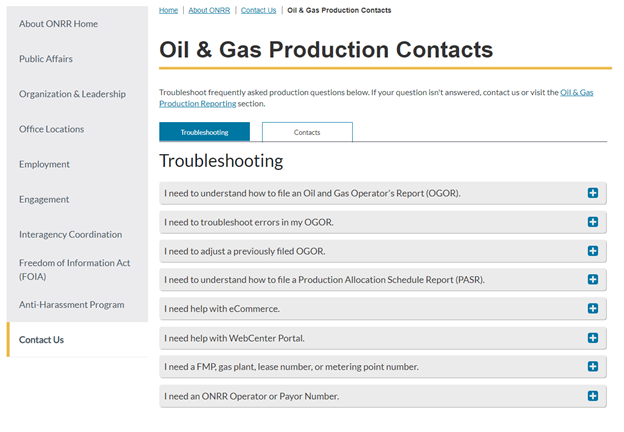 Home | About ONRR | Contact Us | Oil & Gas Production Contacts
About ONRR Home
Public Affairs
Organization & Leadership
Office Locations
Employment
Engagement
Interagency Coordination
Freedom of Information Act
(FOIA)
Anti-Harassment Program
Contact Us
Oil & Gas Production Contacts
Troubleshoot frequently asked production questions below. If your question isn't answered, contact us or visit the Oil & Gas
Production Reporting section.
Troubleshooting
Contacts
Troubleshooting
I need to understand how to file an Oil and Gas Operator's Report (OGOR).
I need to troubleshoot errors in my OGOR.
I need to adjust a previously filed OGOR.
I need to understand how to file a Production Allocation Schedule Report (PASR).
I need help with eCommerce.
I need help with WebCenter Portal.
I need a FMP, gas plant, lease number, or metering point number.
I need an ONRR Operator or Payor Number.